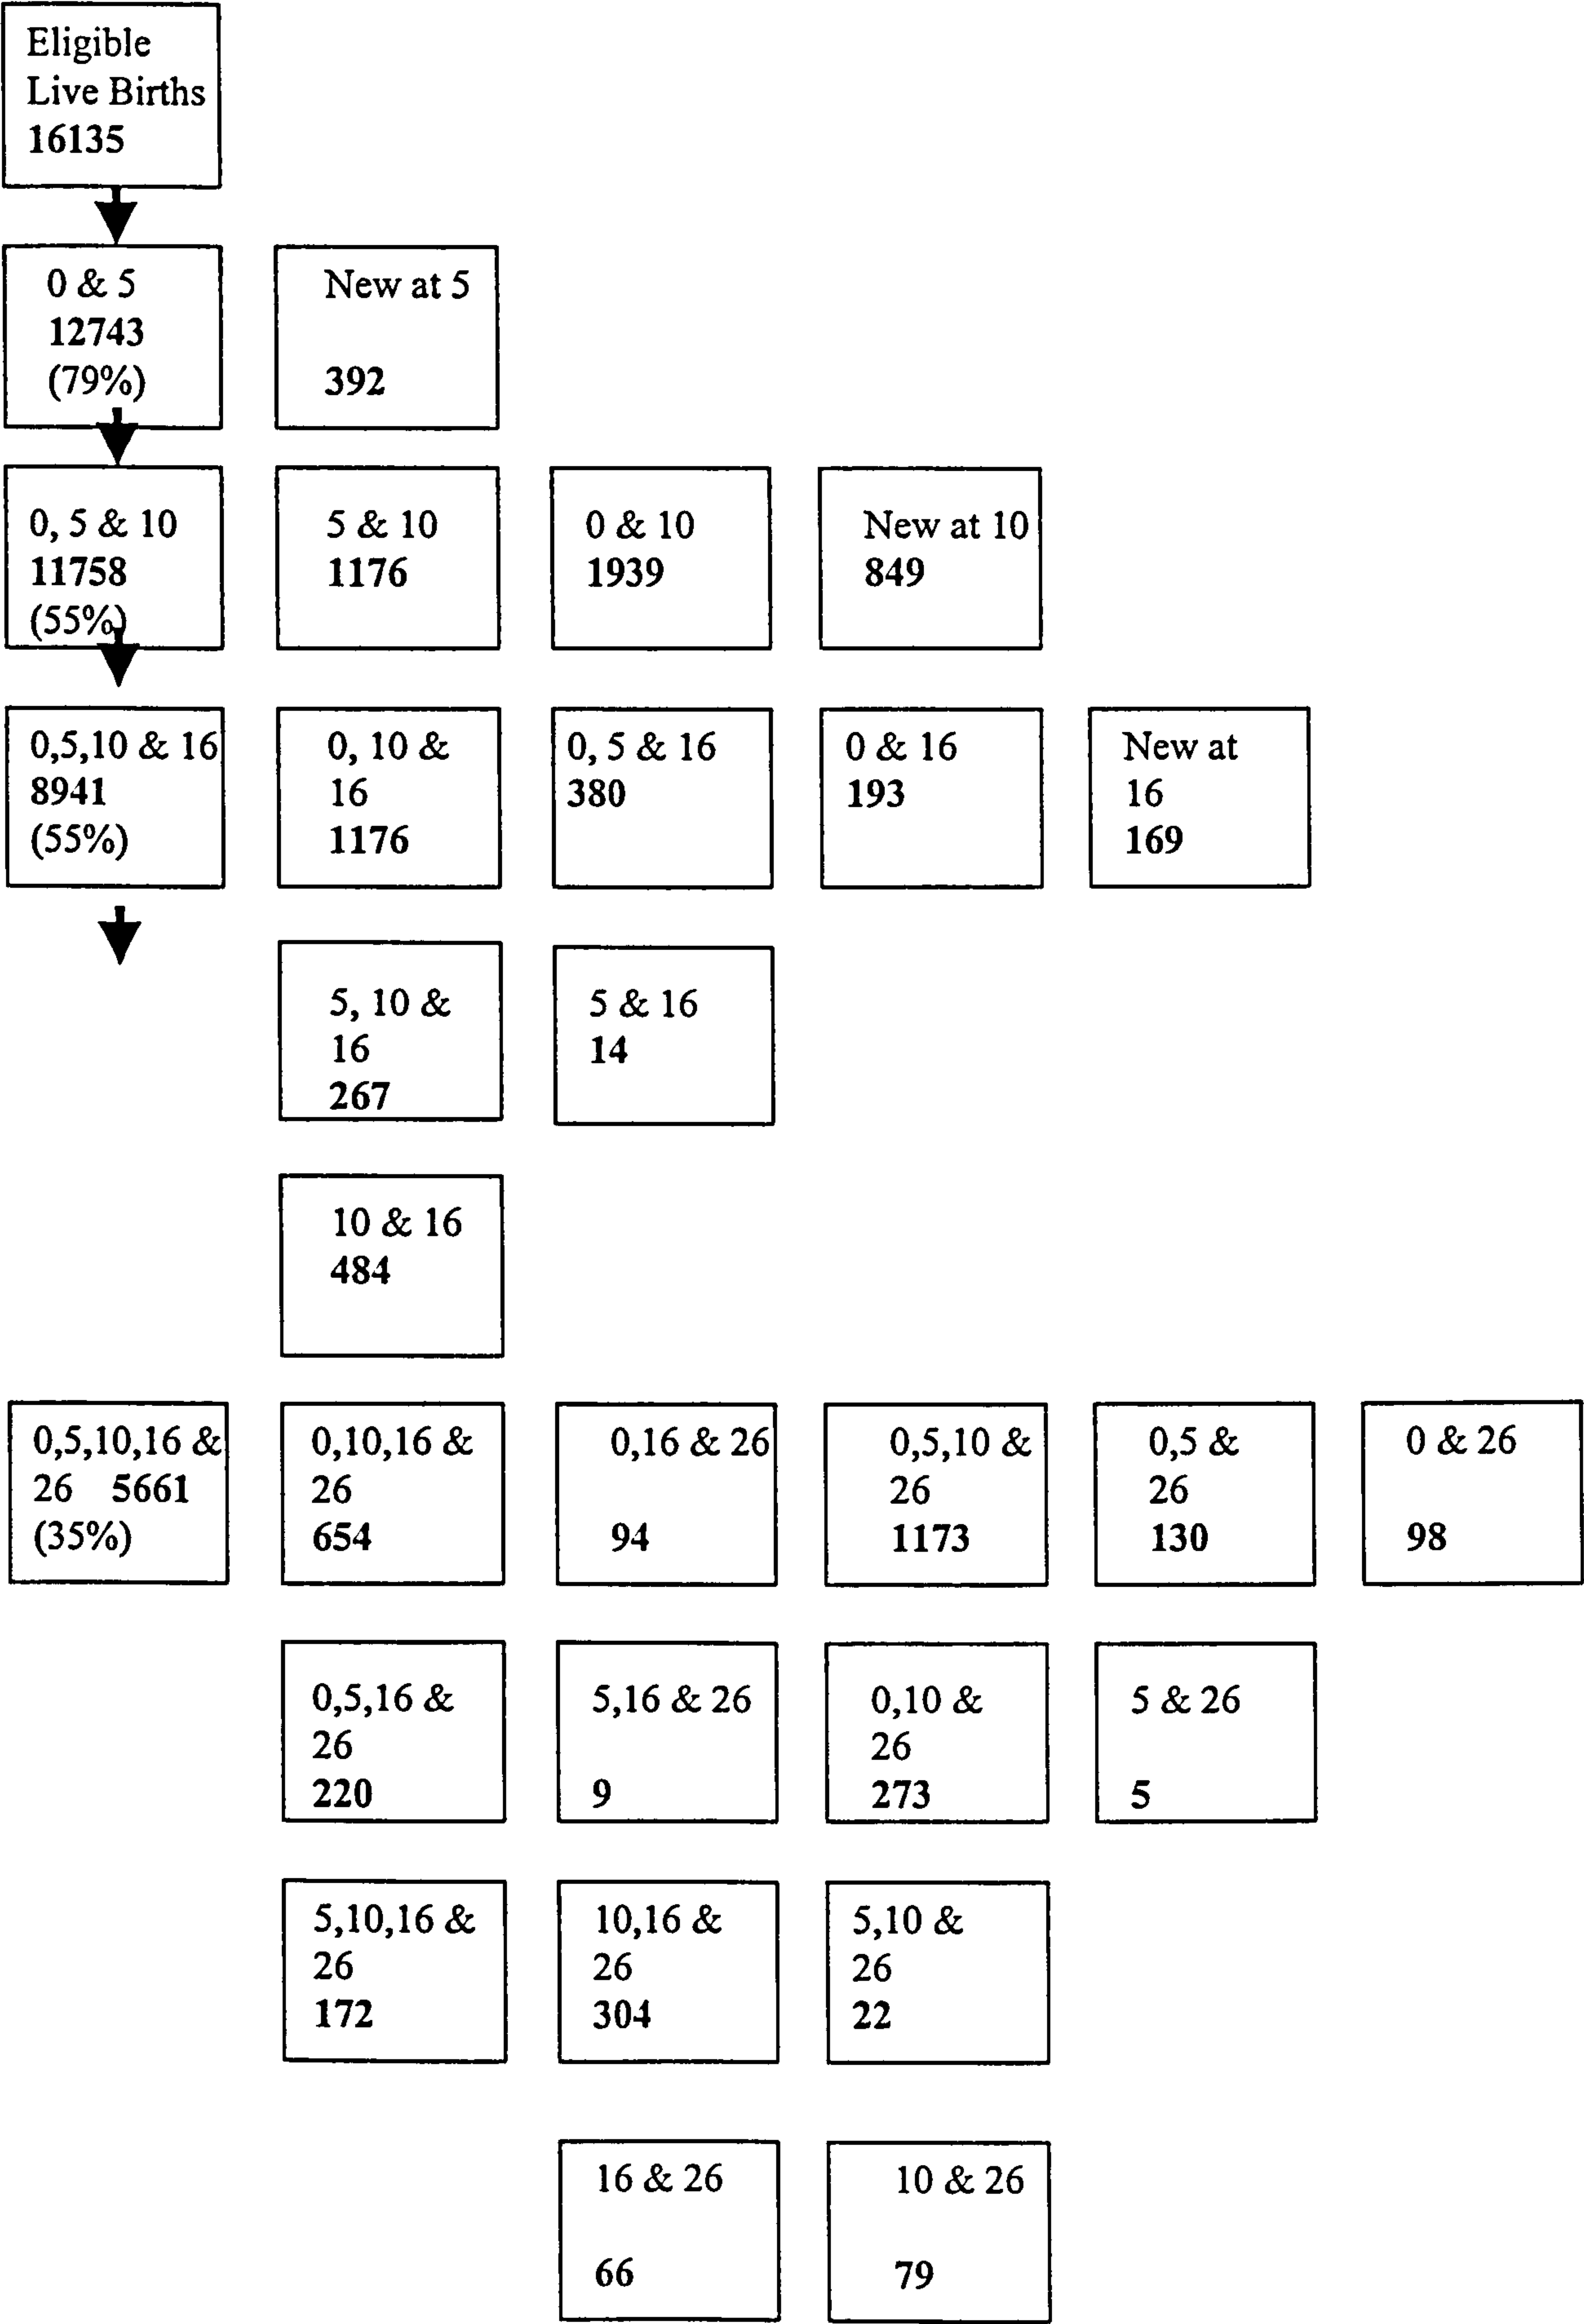 Eligible
Live Births
16135
0 & 5
12743
(79%)
New at 5
392
0, 5 & 10
11758
(55%)
5 & 10
1176
0 & 10
1939
New at 10
849
0,5,10 & 16
8941
(55%)
0, 10 &
16
1176
0, 5 & 16
380
0 & 16
193
New at
16
169
5, 10 &
16
267
5 & 16
14
10 & 16
484
0,5,10,16 &
26 5661
(35%)
0,10,16 &
26
654
0,16 & 26
94
0,5,10 &
26
1173
0,5 &
26
130
0 & 26
98
0,5,16 &
26
220
5,16 & 26
9
0,10 &
26
273
5 & 26
5
5,10,16 &
26
172
10,16 &
26
304
5,10 &
26
22
16 & 26
66
10 & 26
79